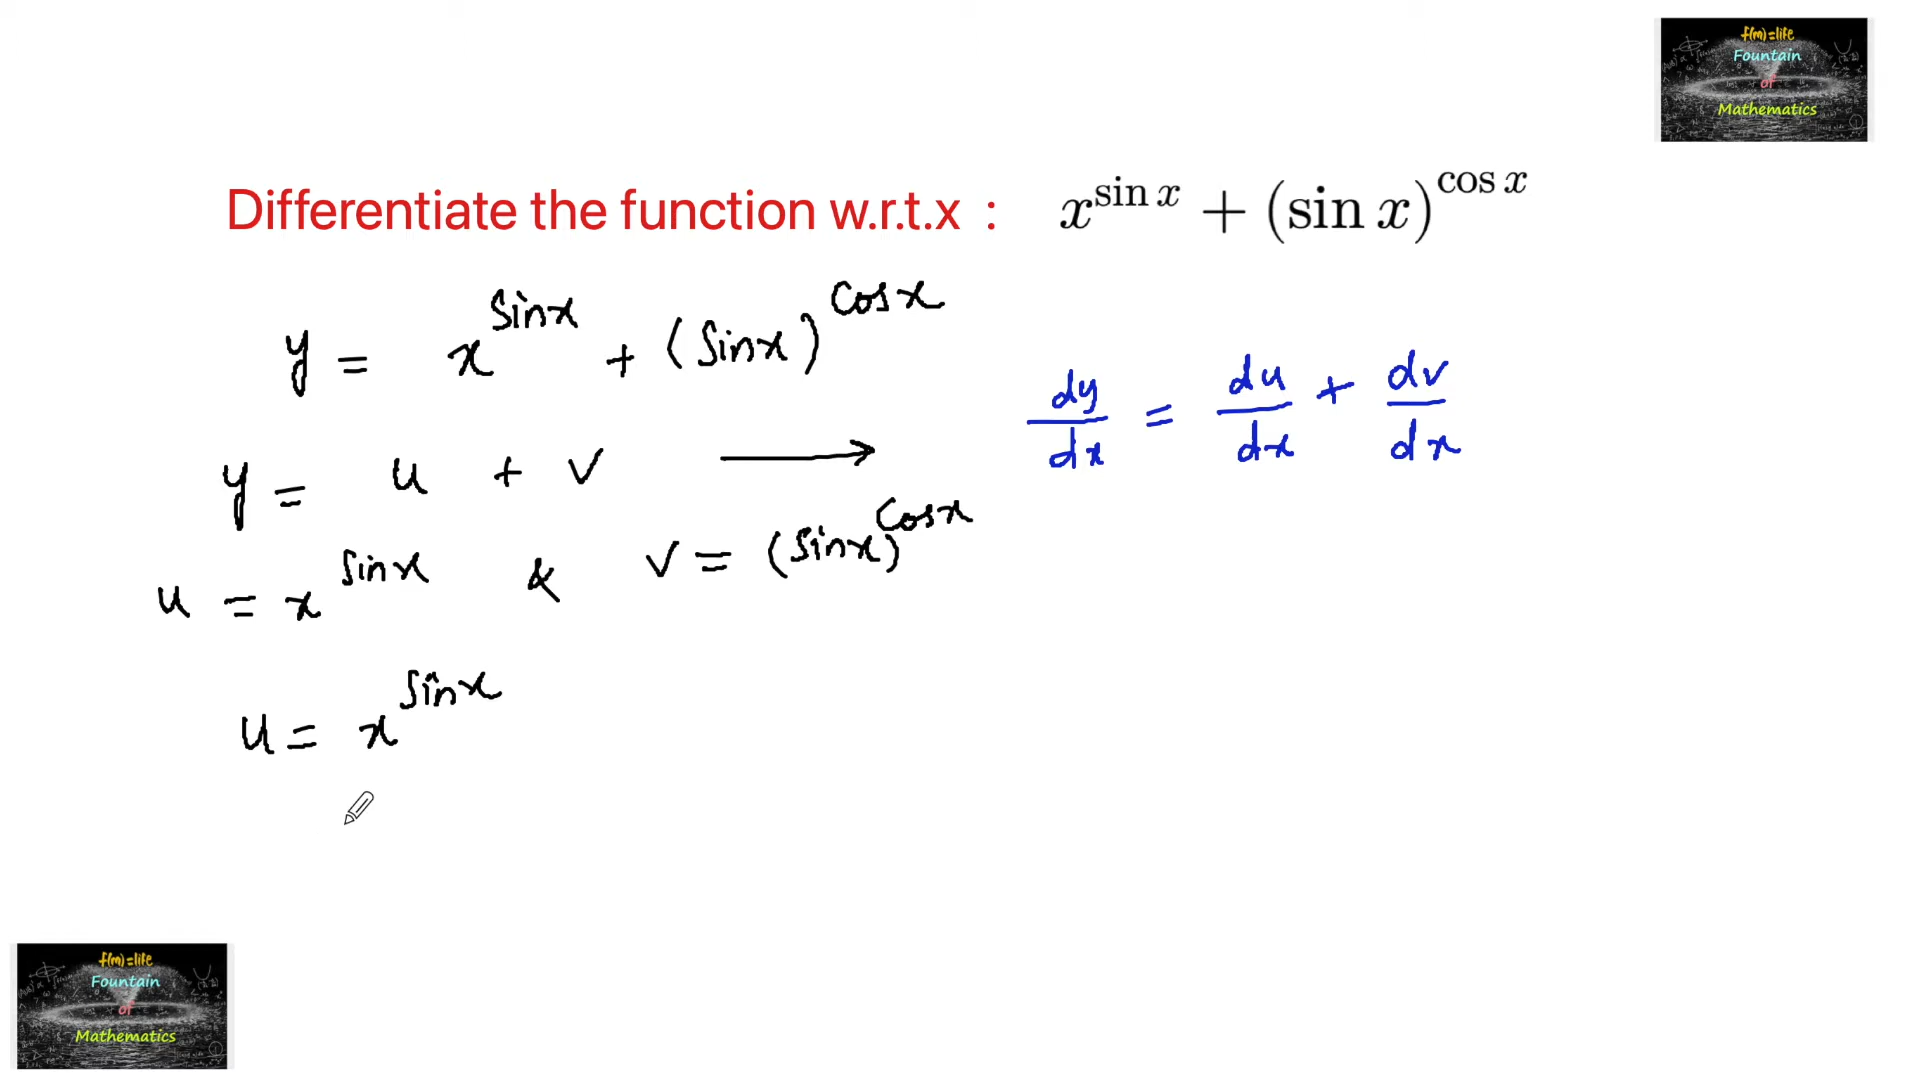 f(m)=life
Fountain
of
Mathematics
Differentiate the function w.r.t.x : x^{sin x} + (sin x)^{cos x}
y = x^{sinx} + (sinx)^{cosx}
dy/dx = du/dx + dv/dx
y = u + v →
u = x^{sinx} & v = (sinx)^{cosx}
u = x^{sinx}
f(m)=life
Fountain
of
Mathematics